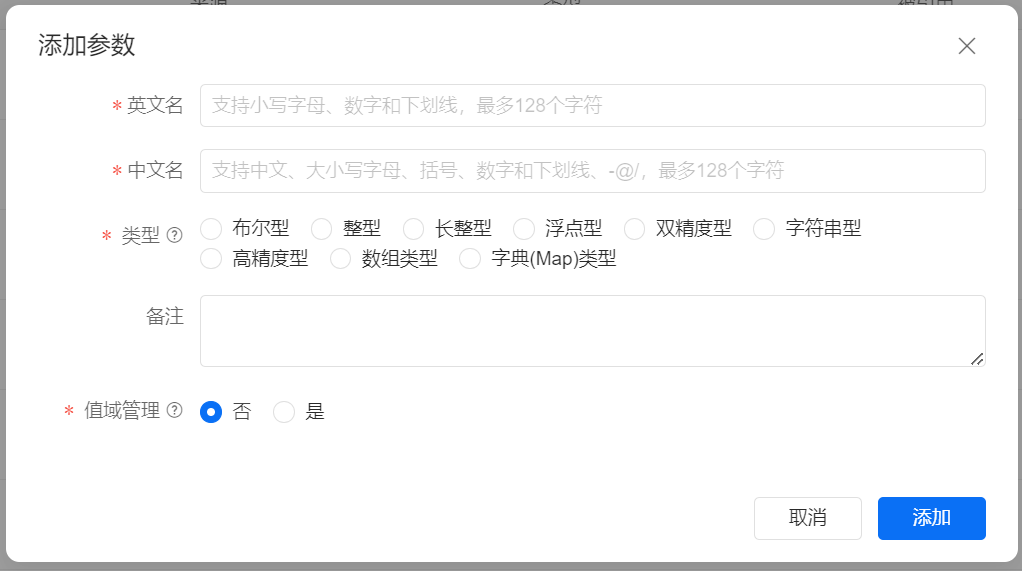 添加参数
* 英文名 支持小写字母、数字和下划线，最多128个字符
* 中文名 支持中文、大小写字母、括号、数字和下划线、-@/，最多128个字符
* 类型 ? 布尔型 整型 长整型 浮点型 双精度型 字符串型
高精度型 数组类型 字典(Map)类型
备注
* 值域管理 ? 否 是
取消 添加